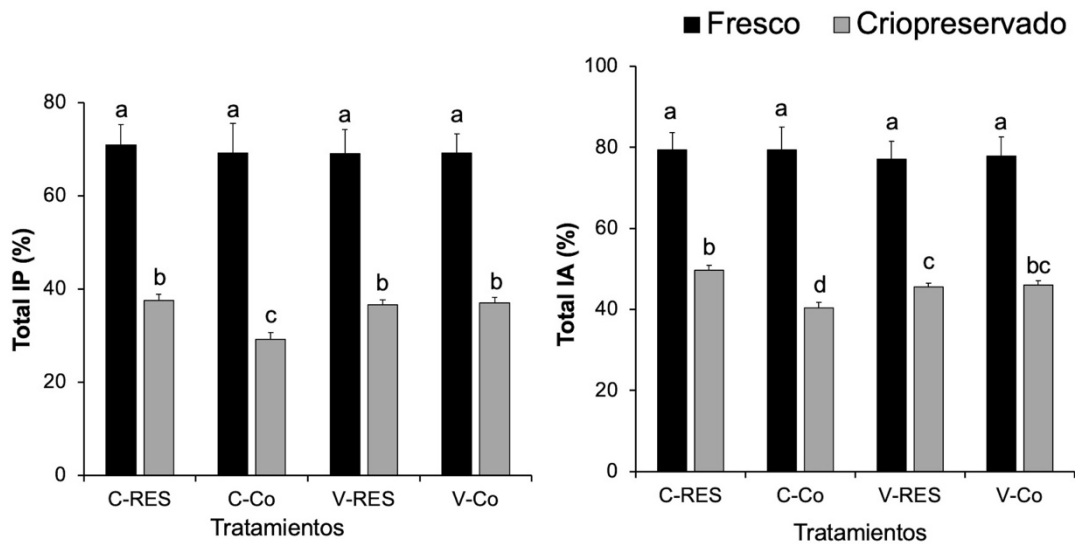 Fresco Criopreservado
Total IP (%)
80
60
40
20
0
a a a a
b c b b
C-RES C-Co V-RES V-Co
Tratamientos
Total IA (%)
100
80
60
40
20
0
a a a a
b d c bc
C-RES C-Co V-RES V-Co
Tratamientos